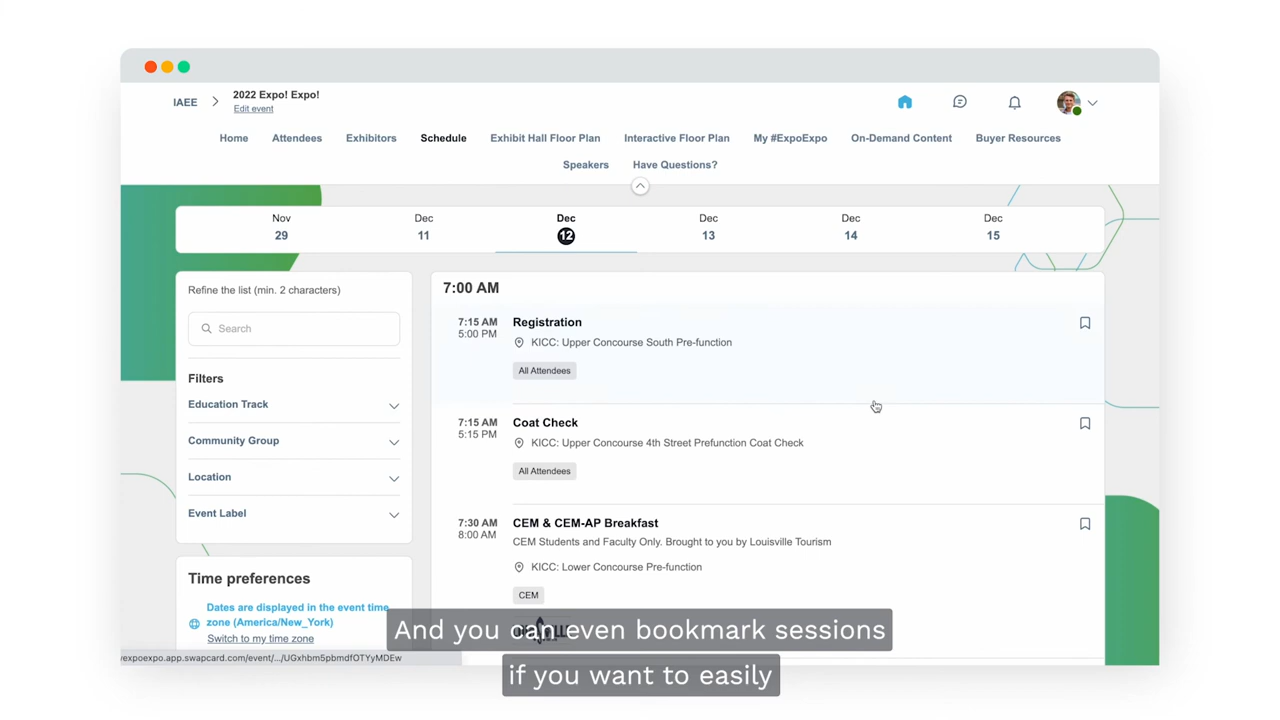 IAEE
2022 Expo! Expo!
Edit event
Home Attendees Exhibitors Schedule Exhibit Hall Floor Plan Interactive Floor Plan My #ExpoExpo On-Demand Content Buyer Resources
Speakers Have Questions?
Nov Dec Dec Dec Dec Dec
29 11 12 13 14 15
Refine the list (min. 2 characters)
Search
Filters
Education Track
Community Group
Location
Event Label
Time preferences
Dates are displayed in the event time
zone (America/New_York)
Switch to my time zone
7:00 AM
7:15 AM Registration
5:00 PM KICC: Upper Concourse South Pre-function
All Attendees
7:15 AM Coat Check
5:15 PM KICC: Upper Concourse 4th Street Prefunction Coat Check
All Attendees
7:30 AM CEM & CEM-AP Breakfast
8:00 AM CEM Students and Faculty Only. Brought to you by Louisville Tourism
KICC: Lower Concourse Pre-function
CEM
And you can even bookmark sessions
if you want to easily
vexpoexpo.app.swapcard.com/event/.../UGxhbm5pbmdfOTYyMDEw